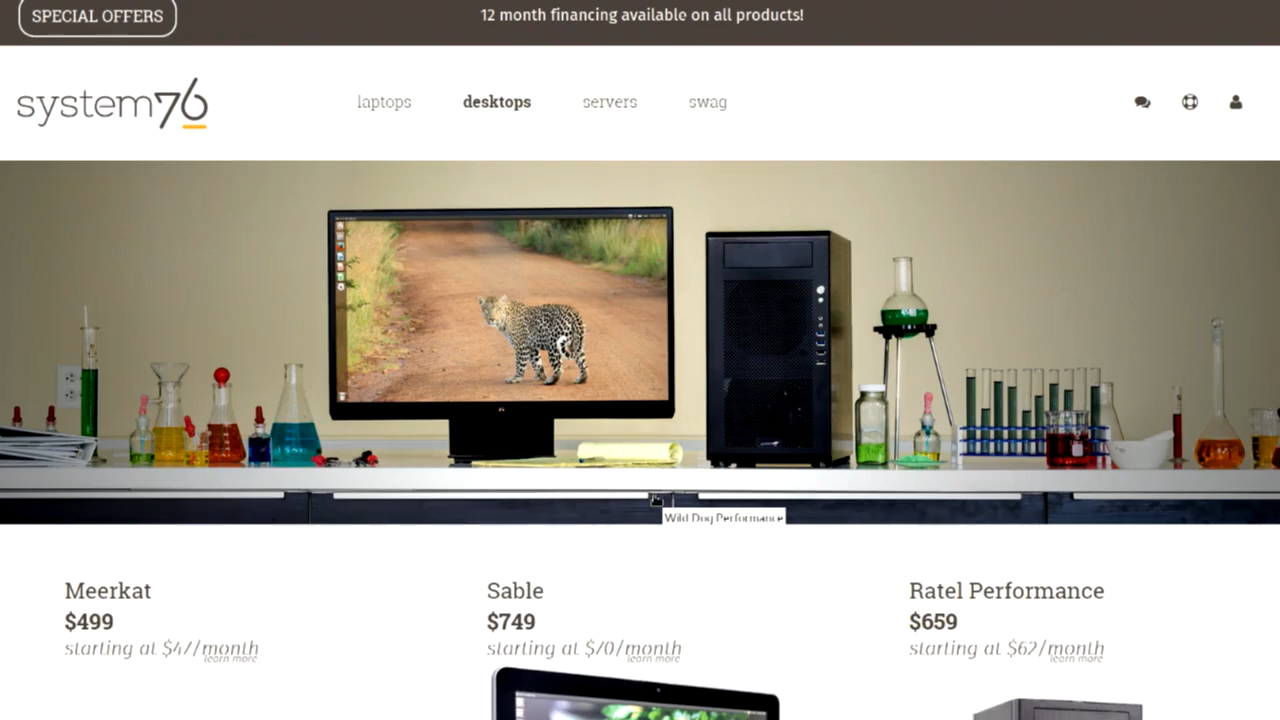 SPECIAL OFFERS
12 month financing available on all products!
system76
laptops
desktops
servers
swag
Wild Dog Performance
Meerkat
$499
starting at $47/month
learn more
Sable
$749
starting at $70/month
learn more
Ratel Performance
$659
starting at $62/month
learn more